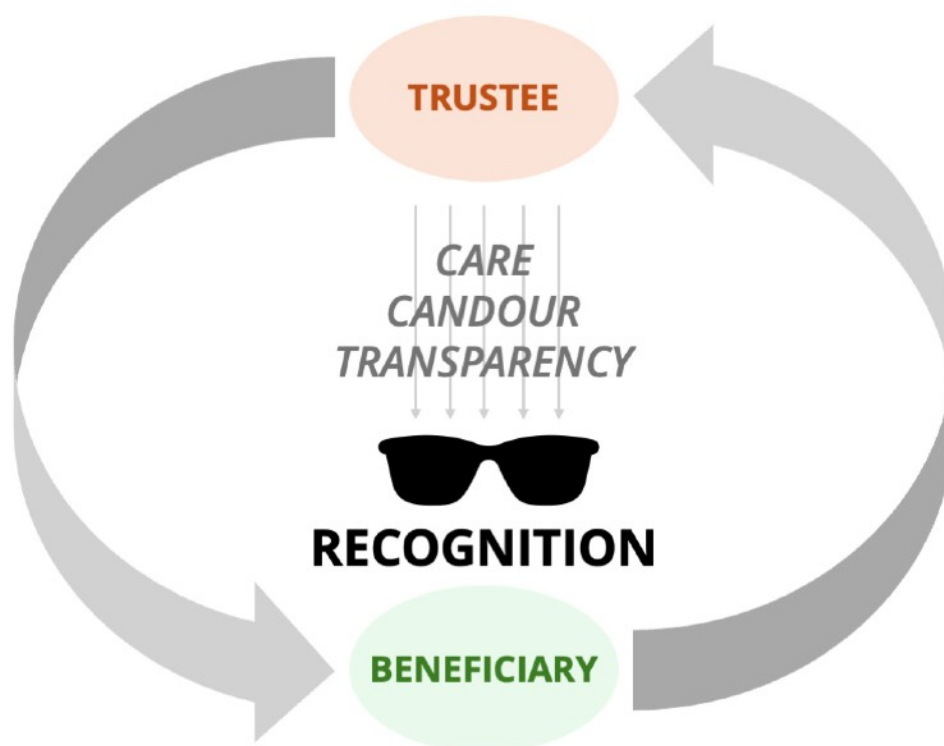 TRUSTEE
CARE
CANDOUR
TRANSPARENCY
RECOGNITION
BENEFICIARY